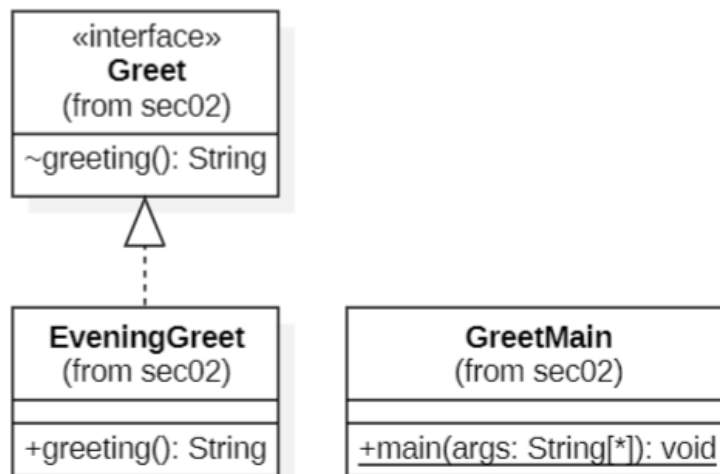 «interface»
Greet
(from sec02)
~greeting(): String
EveningGreet
(from sec02)
+greeting(): String
GreetMain
(from sec02)
+main(args: String[*]): void